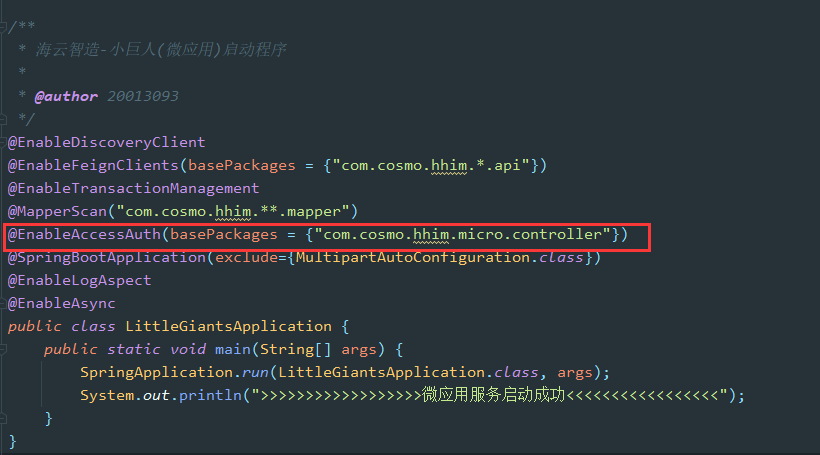 /**
 * 海云智造-小巨人(微应用)启动程序
 *
 * @author 20013093
 */
@EnableDiscoveryClient
@EnableFeignClients(basePackages = {"com.cosmo.hhim.*.api"})
@EnableTransactionManagement
@MapperScan("com.cosmo.hhim.**.mapper")
@EnableAccessAuth(basePackages = {"com.cosmo.hhim.micro.controller"})
@SpringBootApplication(exclude={MultipartAutoConfiguration.class})
@EnableLogAspect
@EnableAsync
public class LittleGiantsApplication {
    public static void main(String[] args) {
        SpringApplication.run(LittleGiantsApplication.class, args);
        System.out.println(">>>>>>>>>>>>>>>>>>微应用服务启动成功<<<<<<<<<<<<<<<<<");
    }
}